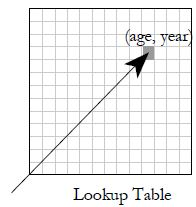 (age, year)
Lookup Table